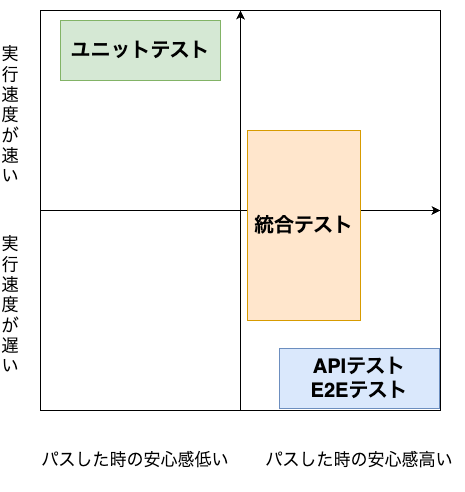 ユニットテスト
実行速度が速い
統合テスト
実行速度が遅い
APIテスト
E2Eテスト
パスした時の安心感低い
パスした時の安心感高い